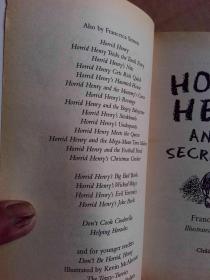 Also by Francesca Simon
Horrid Henry
Horrid Henry Tricks the Tooth Fairy
Horrid Henry's Nits
Horrid Henry Gets Rich Quick
Horrid Henry's Haunted House
Horrid Henry and the Mummy's Curse
Horrid Henry's Revenge
Horrid Henry and the Bogey Babysitter
Horrid Henry's Stinkbomb
Horrid Henry's Underpants
Horrid Henry Meets the Queen
Horrid Henry and the Mega-Mean Time Machine
Horrid Henry and the Football Fiend
Horrid Henry's Christmas Cracker
Horrid Henry's Big Bad Book
Horrid Henry's Wicked Ways
Horrid Henry's Evil Enemies
Horrid Henry's Joke Book
Don't Cook Cinderella
Helping Hercules
and for younger readers
Don't Be Horrid, Henry
Illustrated by Kevin
The Topsy-Turvies
HO
HE
AN
SECR
Franc
Illustrated